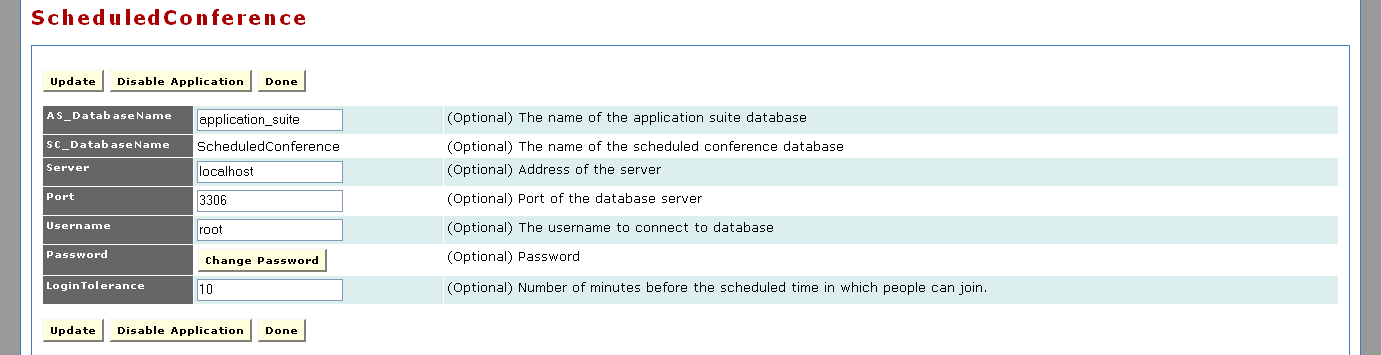 ScheduledConference
Update Disable Application Done
AS_DatabaseName application_suite (Optional) The name of the application suite database
SC_DatabaseName ScheduledConference (Optional) The name of the scheduled conference database
Server localhost (Optional) Address of the server
Port 3306 (Optional) Port of the database server
Username root (Optional) The username to connect to database
Password Change Password (Optional) Password
LoginTolerance 10 (Optional) Number of minutes before the scheduled time in which people can join.
Update Disable Application Done